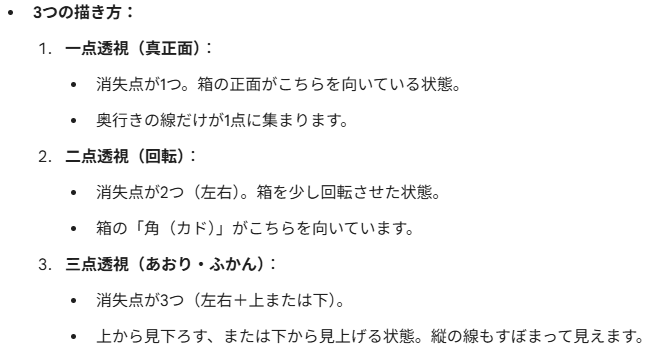 • 3つの描き方：
1. 一点透視（真正面）：
• 消失点が1つ。箱の正面がこちらを向いている状態。
• 奥行きの線だけが1点に集まります。
2. 二点透視（回転）：
• 消失点が2つ（左右）。箱を少し回転させた状態。
• 箱の「角（カド）」がこちらを向いています。
3. 三点透視（あおり・ふかん）：
• 消失点が3つ（左右＋上または下）。
• 上から見下ろす、または下から見上げる状態。縦の線もすぼまって見えます。